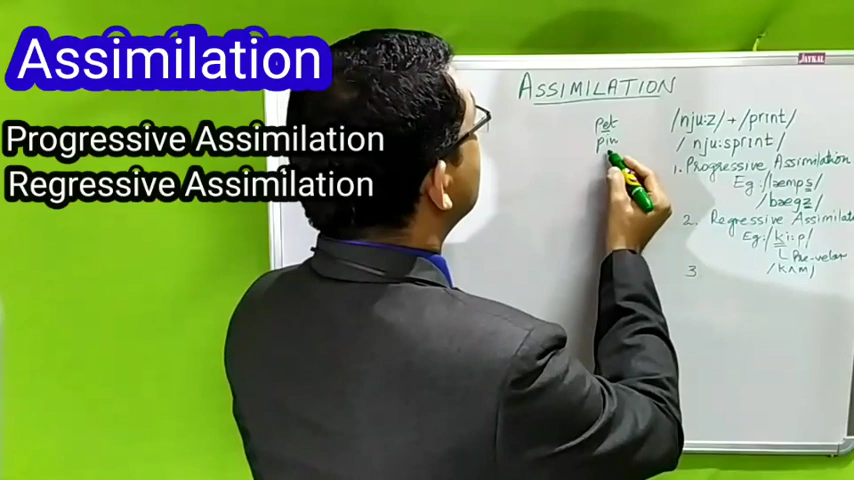 Assimilation
Progressive Assimilation
Regressive Assimilation
JAYKAL
ASSIMILATION
pet
pin
/nju:z/+/print/
/nju:sprint/
1. Progressive Assimilation
Eg:/læmps/
/bægz/
2. Regressive Assimilat
Eg:/ki:p/
Pre-velar
/kʌm/
3.